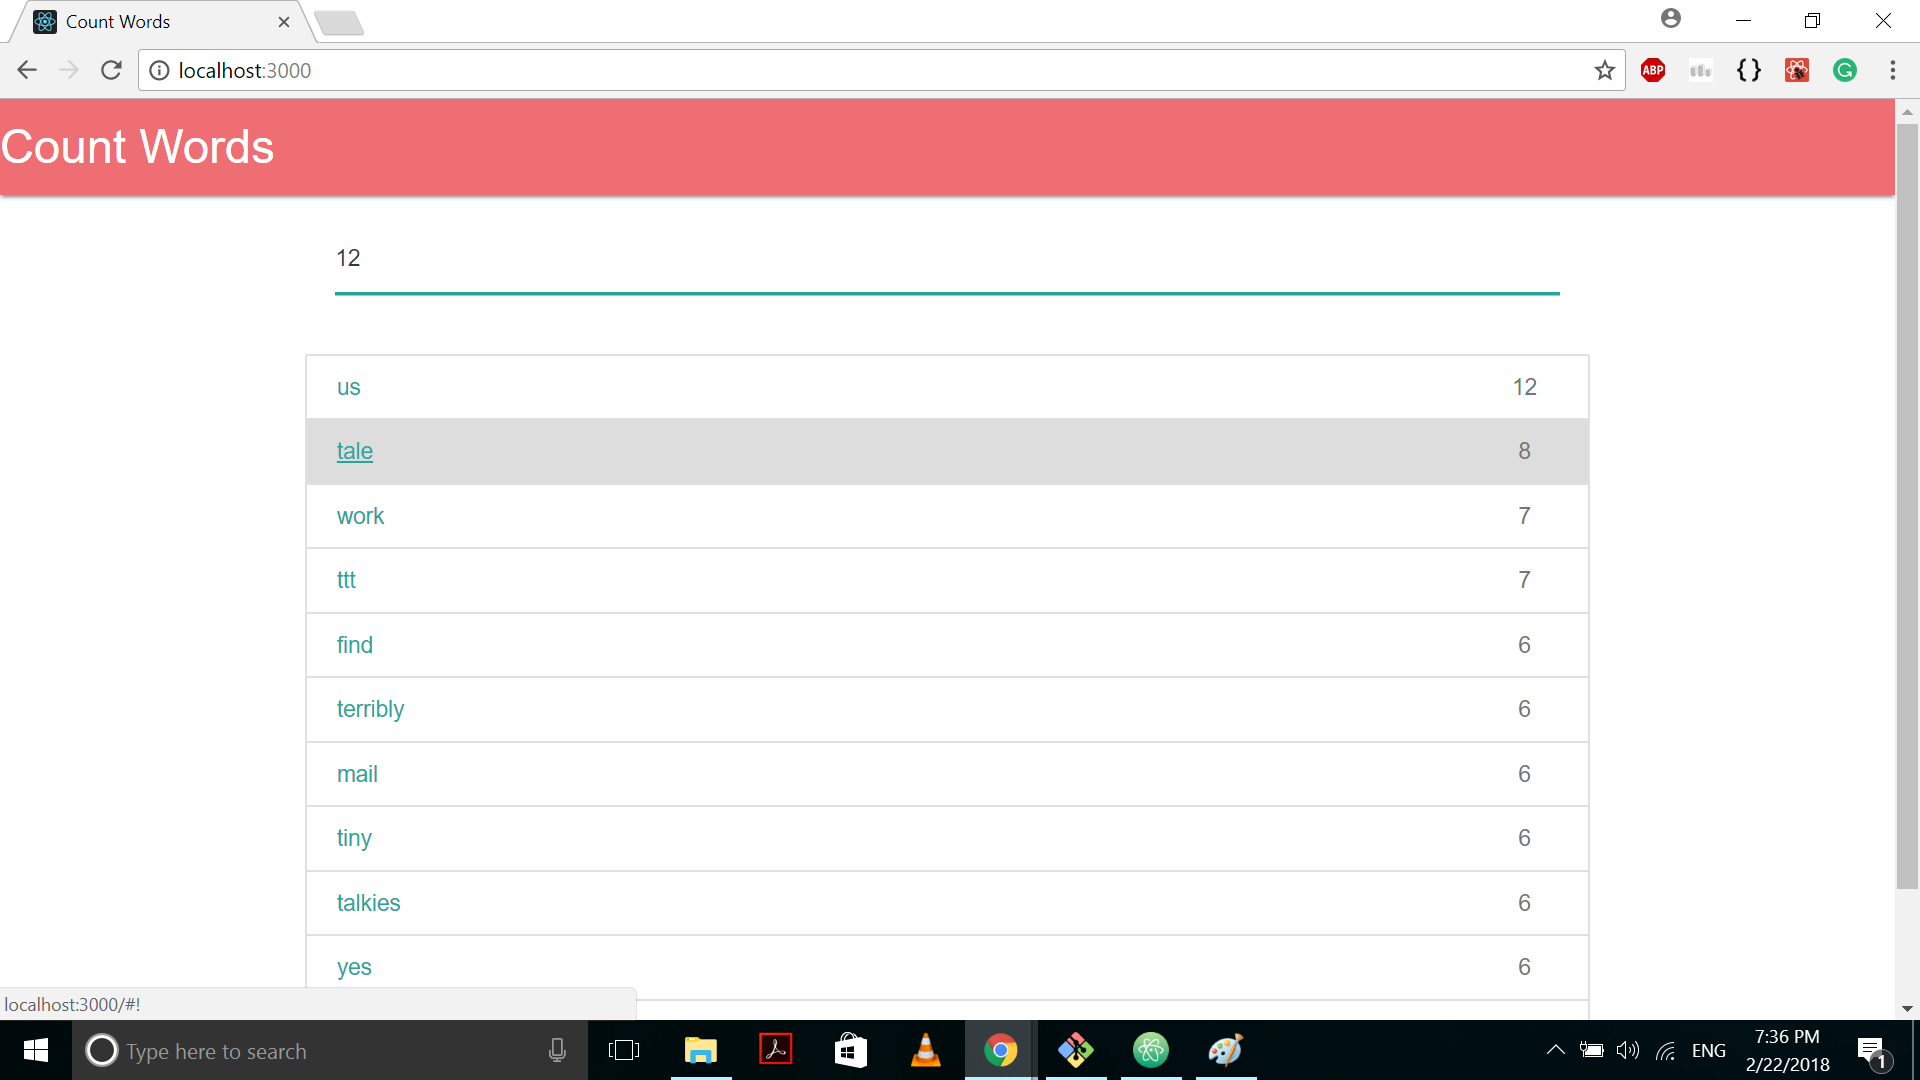 Count Words
localhost:3000
ABP
Count Words
12
us 12
tale 8
work 7
ttt 7
find 6
terribly 6
mail 6
tiny 6
talkies 6
yes 6
localhost:3000/#!
Type here to search
ENG
7:36 PM
2/22/2018
1